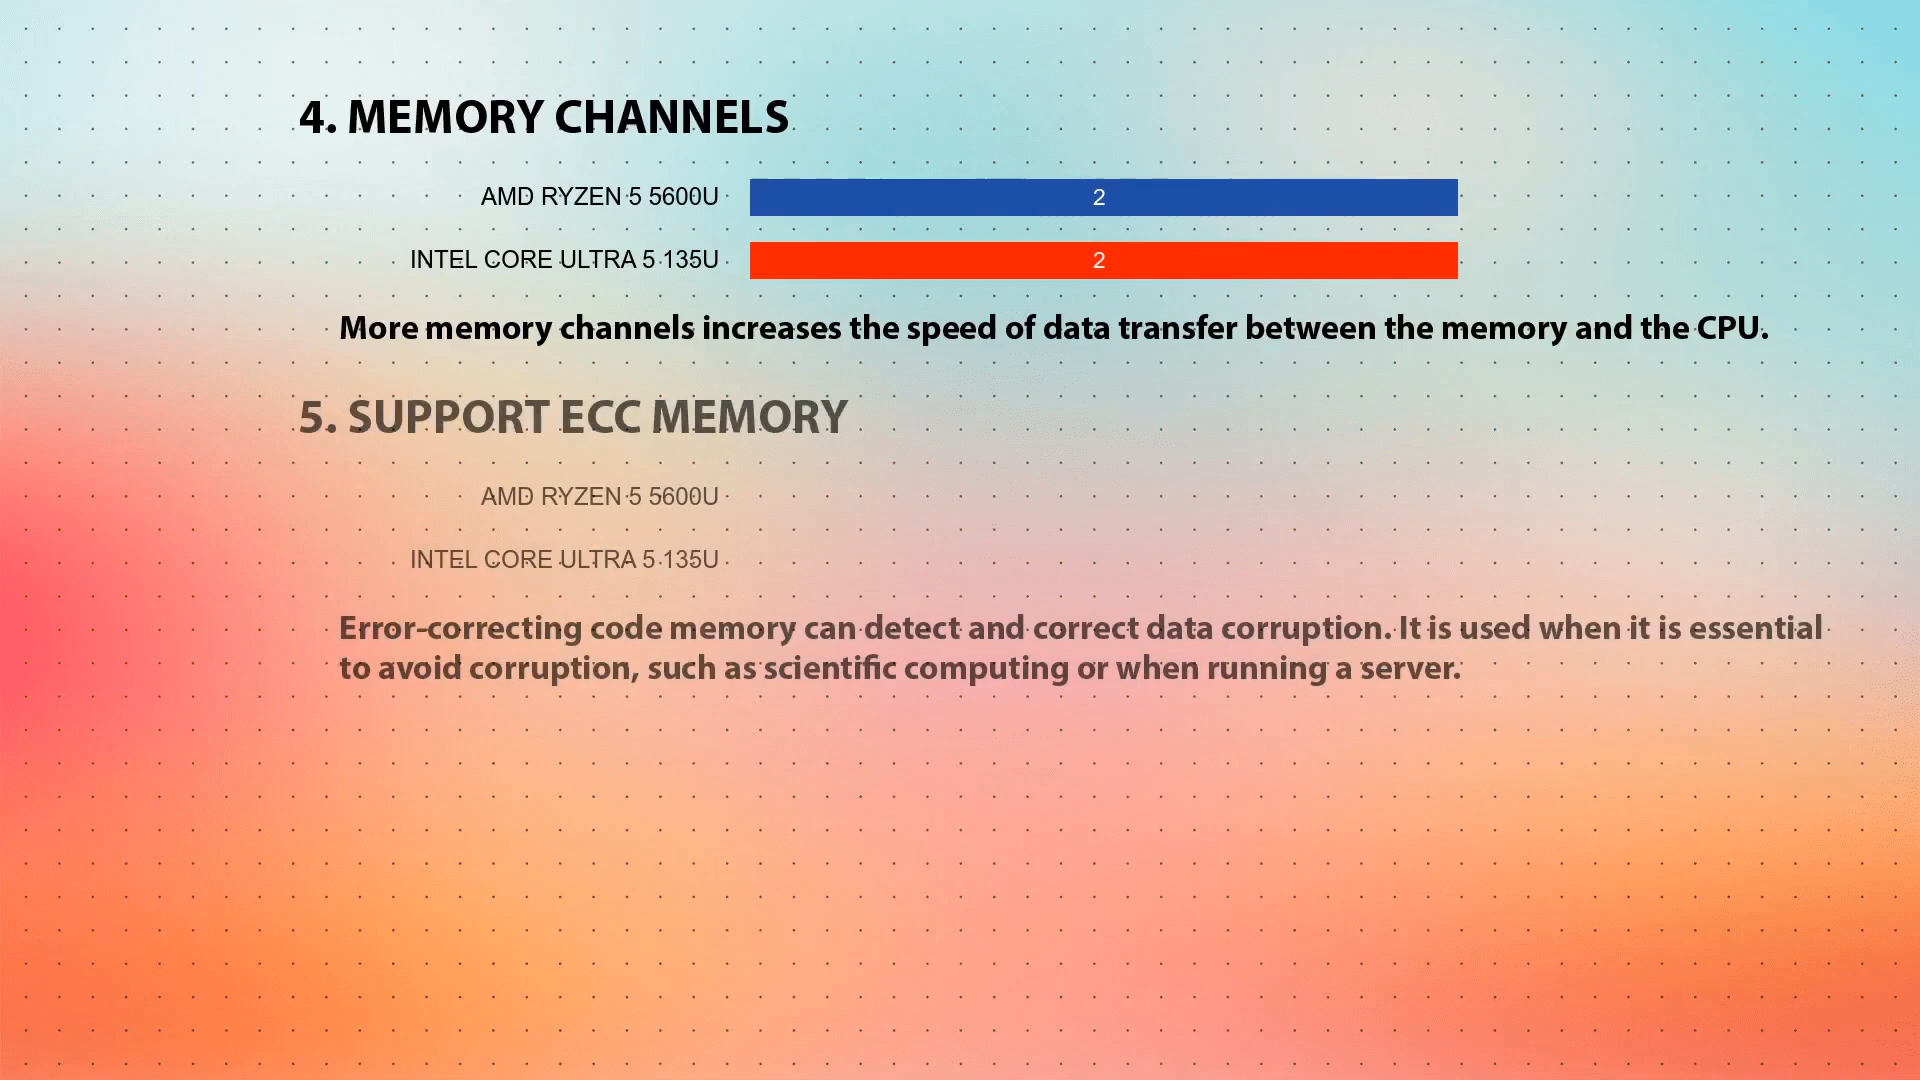 4. MEMORY CHANNELS
AMD RYZEN 5 5600U
2
INTEL CORE ULTRA 5 135U
2
More memory channels increases the speed of data transfer between the memory and the CPU.
5. SUPPORT ECC MEMORY
AMD RYZEN 5 5600U
INTEL CORE ULTRA 5 135U
Error-correcting code memory can detect and correct data corruption. It is used when it is essential
to avoid corruption, such as scientific computing or when running a server.